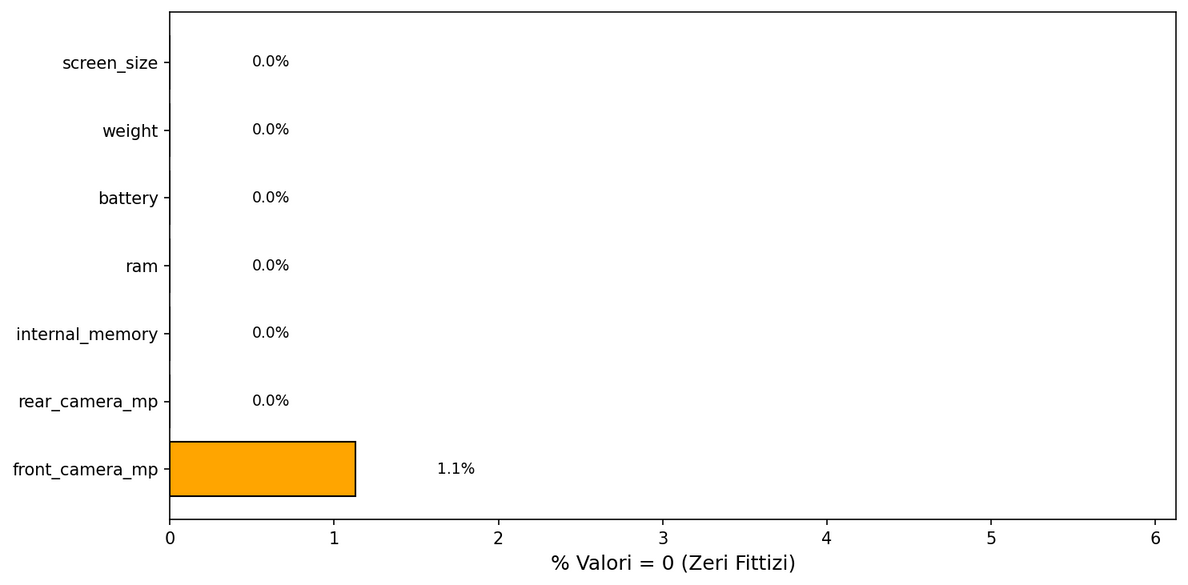 screen_size 0.0%
weight 0.0%
battery 0.0%
ram 0.0%
internal_memory 0.0%
rear_camera_mp 0.0%
front_camera_mp 1.1%
0 1 2 3 4 5 6
% Valori = 0 (Zeri Fittizi)